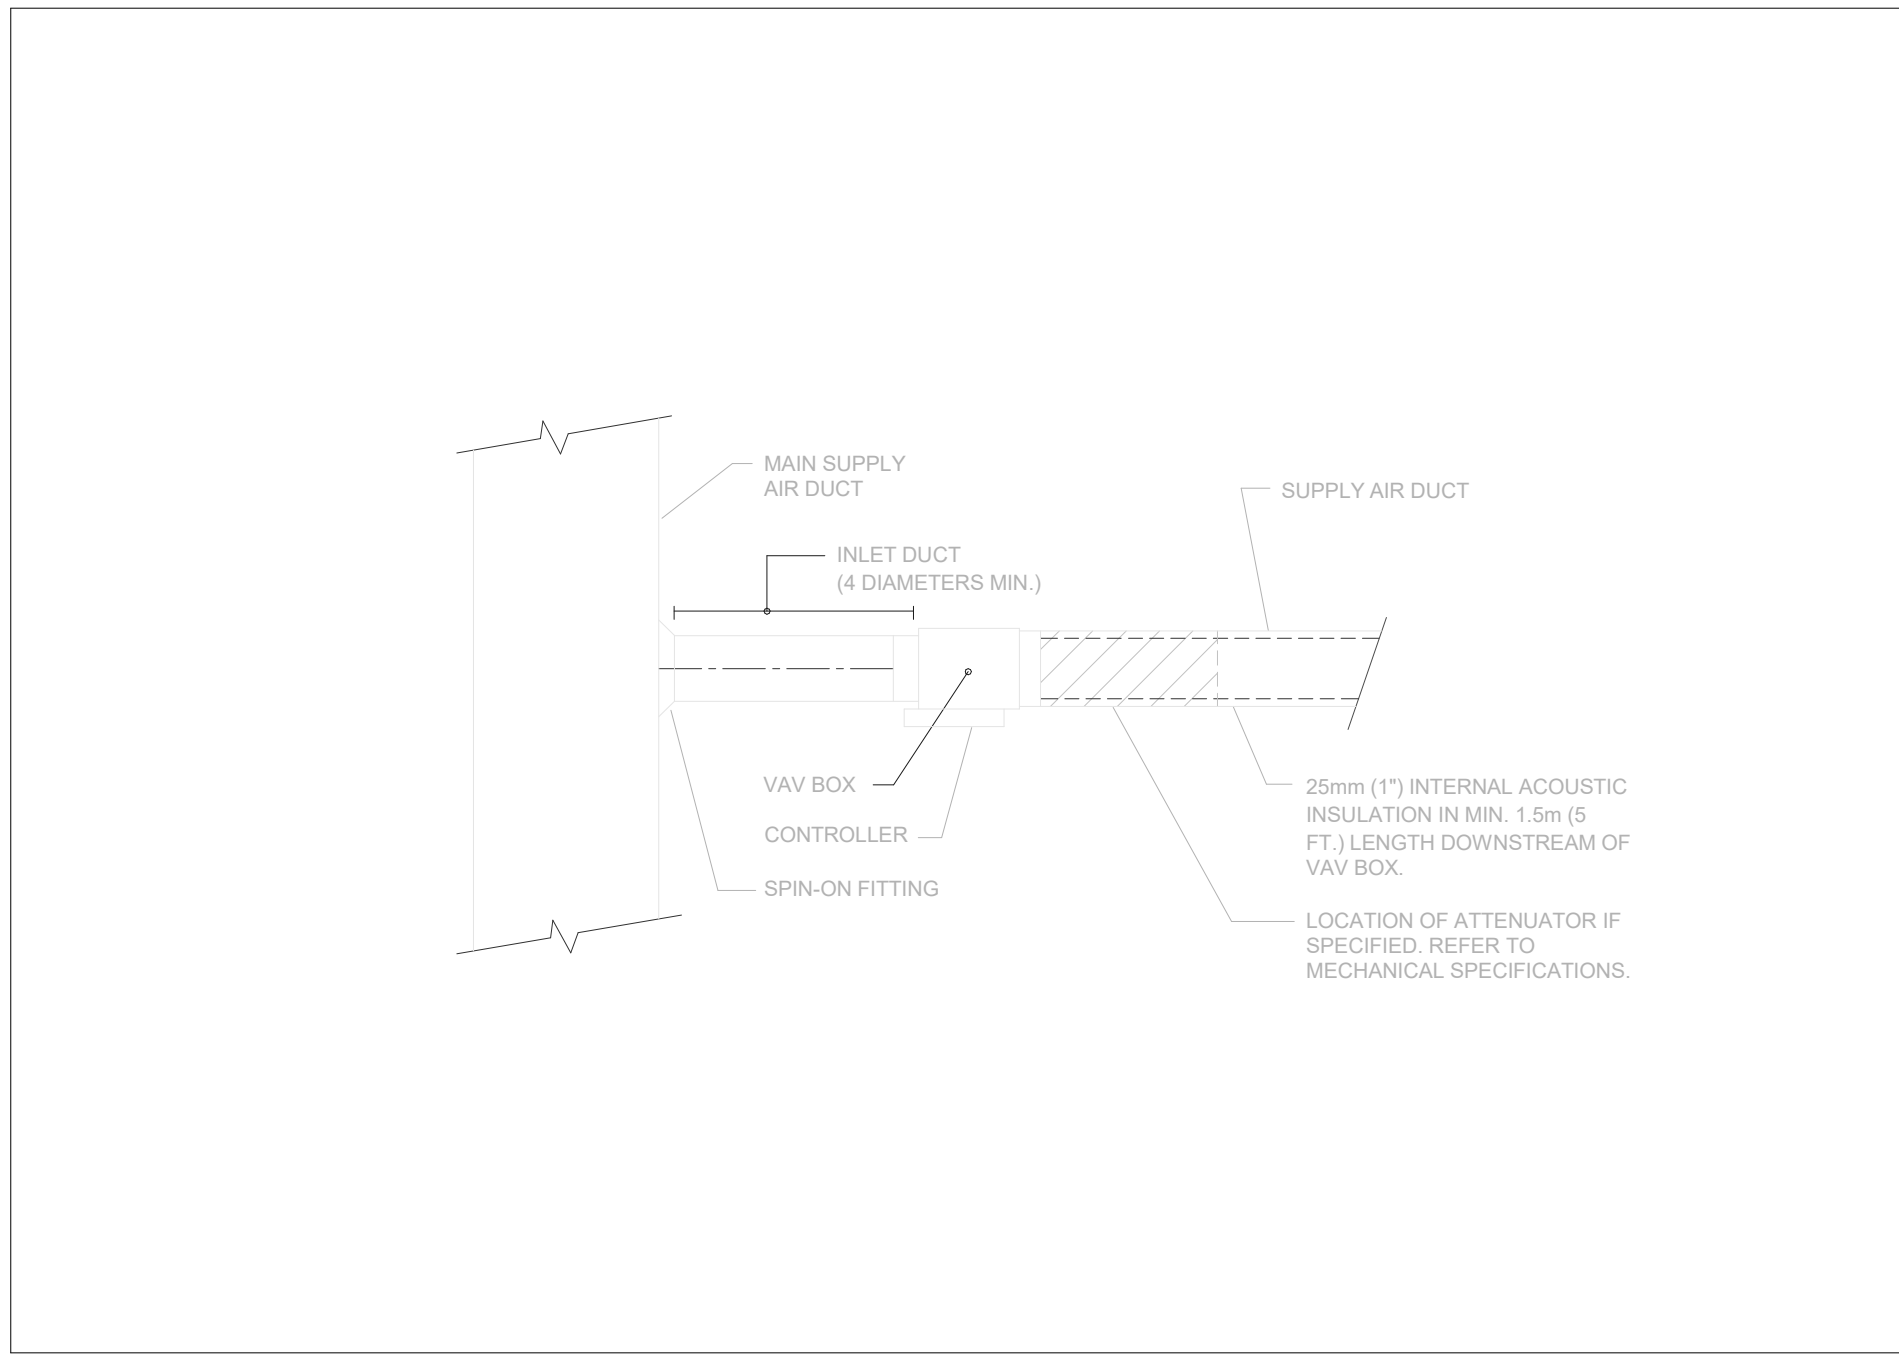 MAIN SUPPLY
AIR DUCT
SUPPLY AIR DUCT
INLET DUCT
(4 DIAMETERS MIN.)
VAV BOX
CONTROLLER
SPIN-ON FITTING
25mm (1") INTERNAL ACOUSTIC
INSULATION IN MIN. 1.5m (5
FT.) LENGTH DOWNSTREAM OF
VAV BOX.
LOCATION OF ATTENUATOR IF
SPECIFIED. REFER TO
MECHANICAL SPECIFICATIONS.